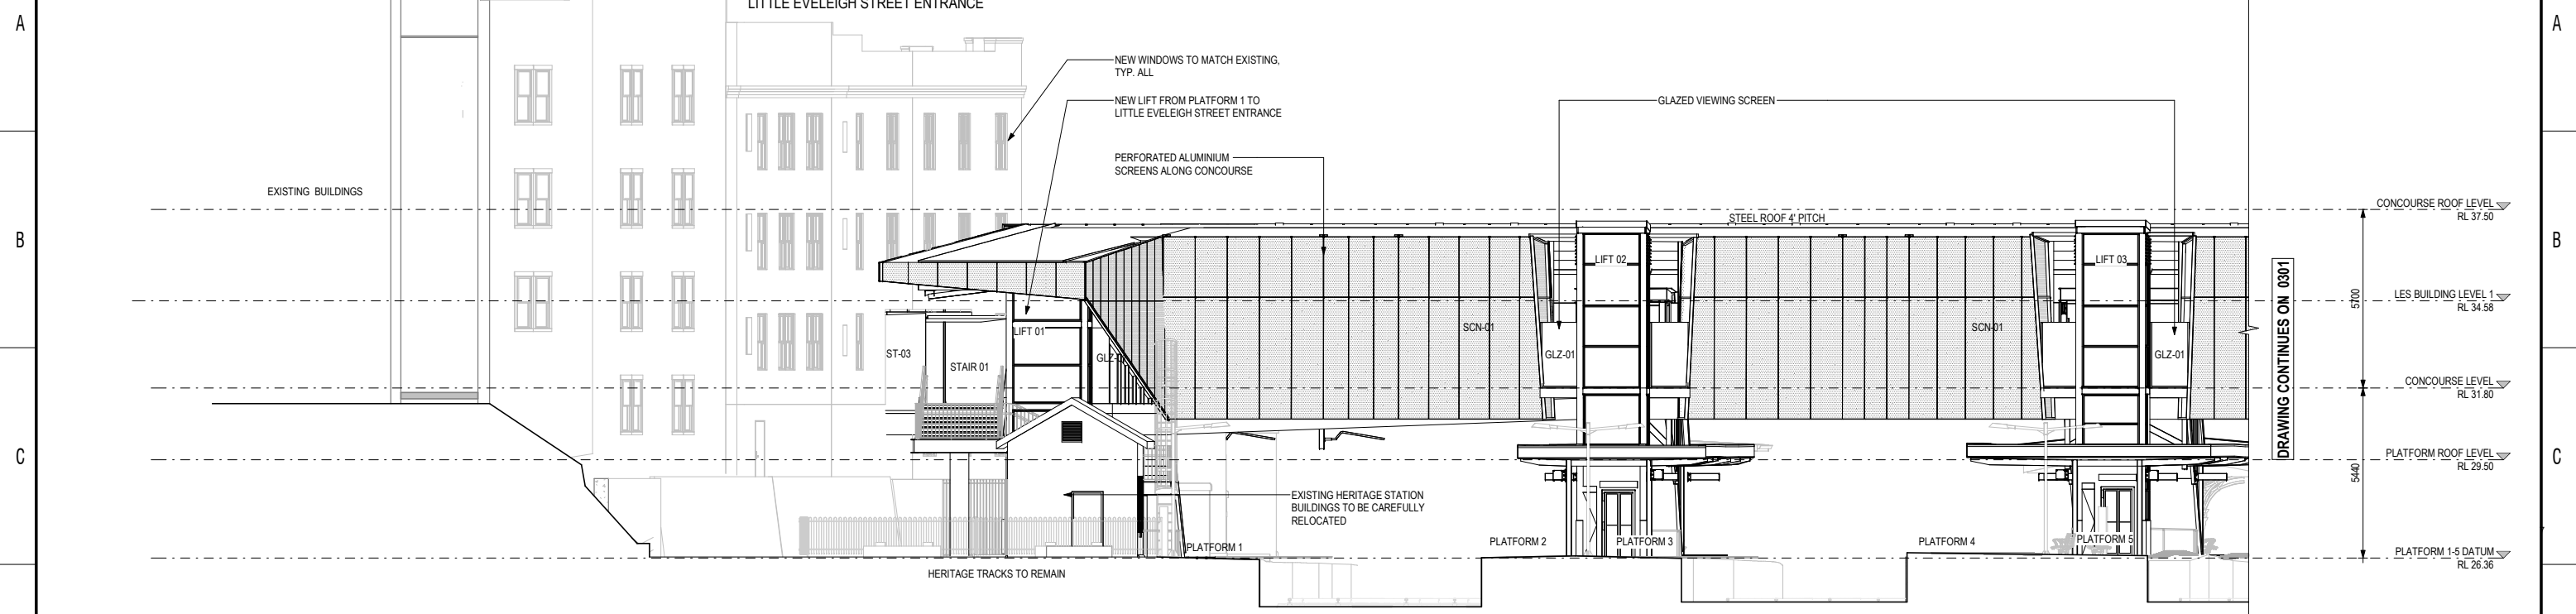 A
A
LITTLE EVELEIGH STREET ENTRANCE
NEW WINDOWS TO MATCH EXISTING,
TYP. ALL
NEW LIFT FROM PLATFORM 1 TO
LITTLE EVELEIGH STREET ENTRANCE
GLAZED VIEWING SCREEN
PERFORATED ALUMINIUM
SCREENS ALONG CONCOURSE
EXISTING BUILDINGS
CONCOURSE ROOF LEVEL
RL 37.50
STEEL ROOF 4' PITCH
B
B
LIFT 02
LIFT 03
LES BUILDING LEVEL 1
RL 34.58
5700
DRAWING CONTINUES ON 0301
LIFT 01
SCN-01
SCN-01
ST-03
STAIR 01
GLZ-01
GLZ-01
CONCOURSE LEVEL
RL 31.80
C
C
PLATFORM ROOF LEVEL
RL 29.50
5440
EXISTING HERITAGE STATION
BUILDINGS TO BE CAREFULLY
RELOCATED
PLATFORM 1
PLATFORM 2
PLATFORM 3
PLATFORM 4
PLATFORM 5
PLATFORM 1-5 DATUM
RL 26.36
HERITAGE TRACKS TO REMAIN